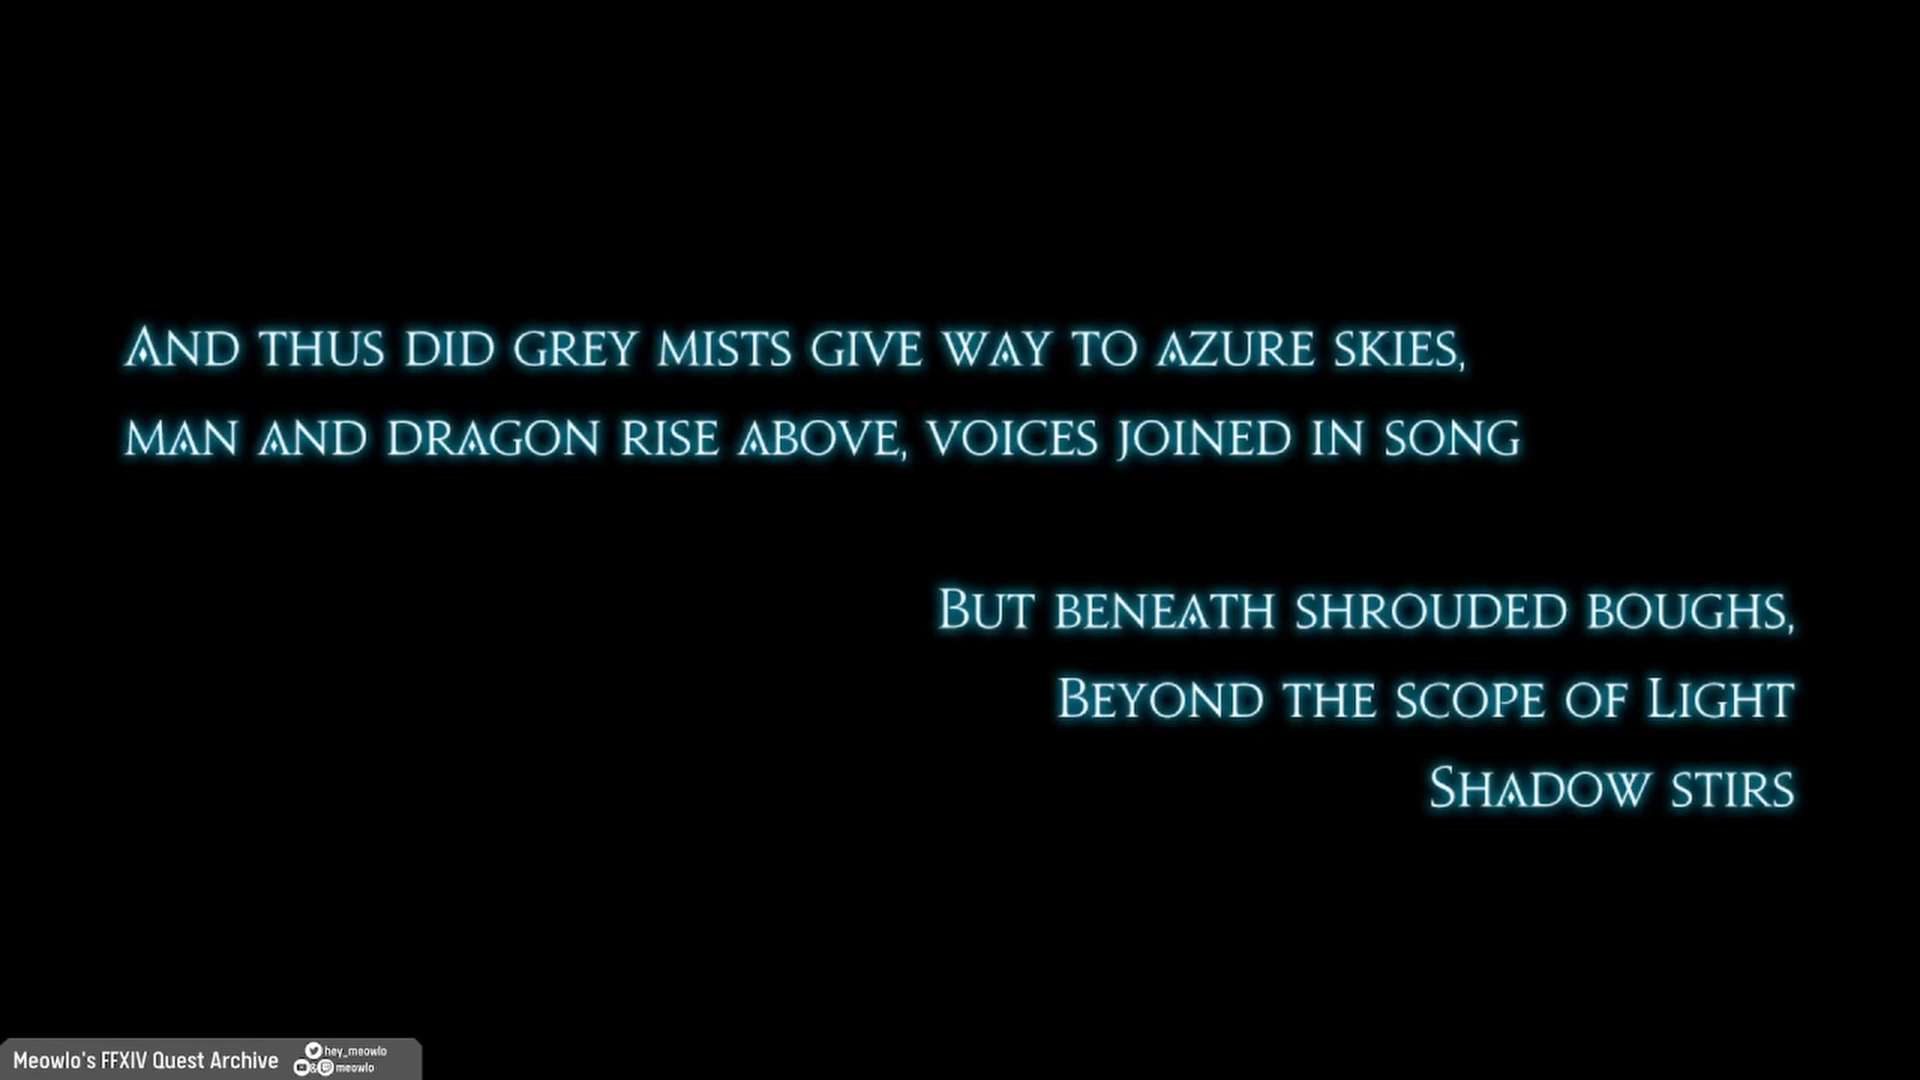 And thus did grey mists give way to azure skies,
man and dragon rise above, voices joined in song
But beneath shrouded boughs,
Beyond the scope of Light
Shadow stirs
Meowlo's FFXIV Quest Archive
hey_meowlo
& meowlo